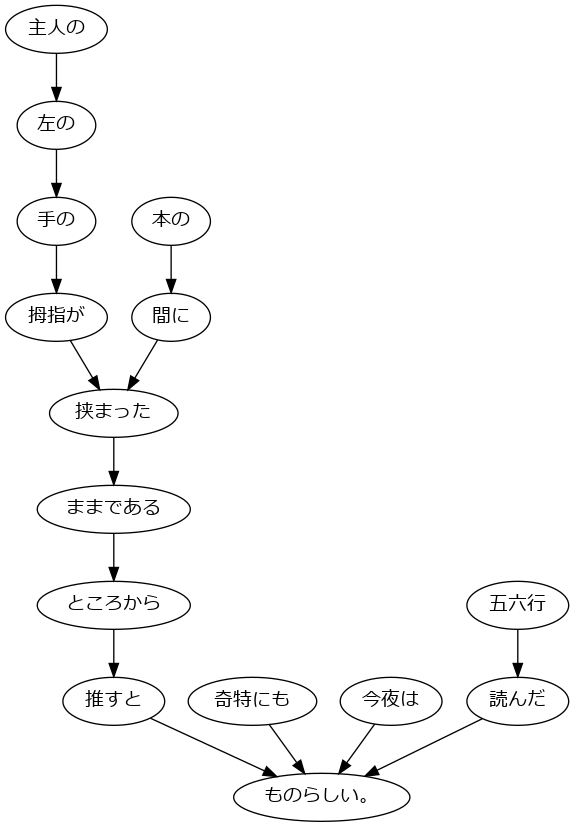 主人の
左の
手の
本の
拇指が
間に
挟まった
ままである
ところから
五六行
推すと
奇特にも
今夜は
読んだ
ものらしい。